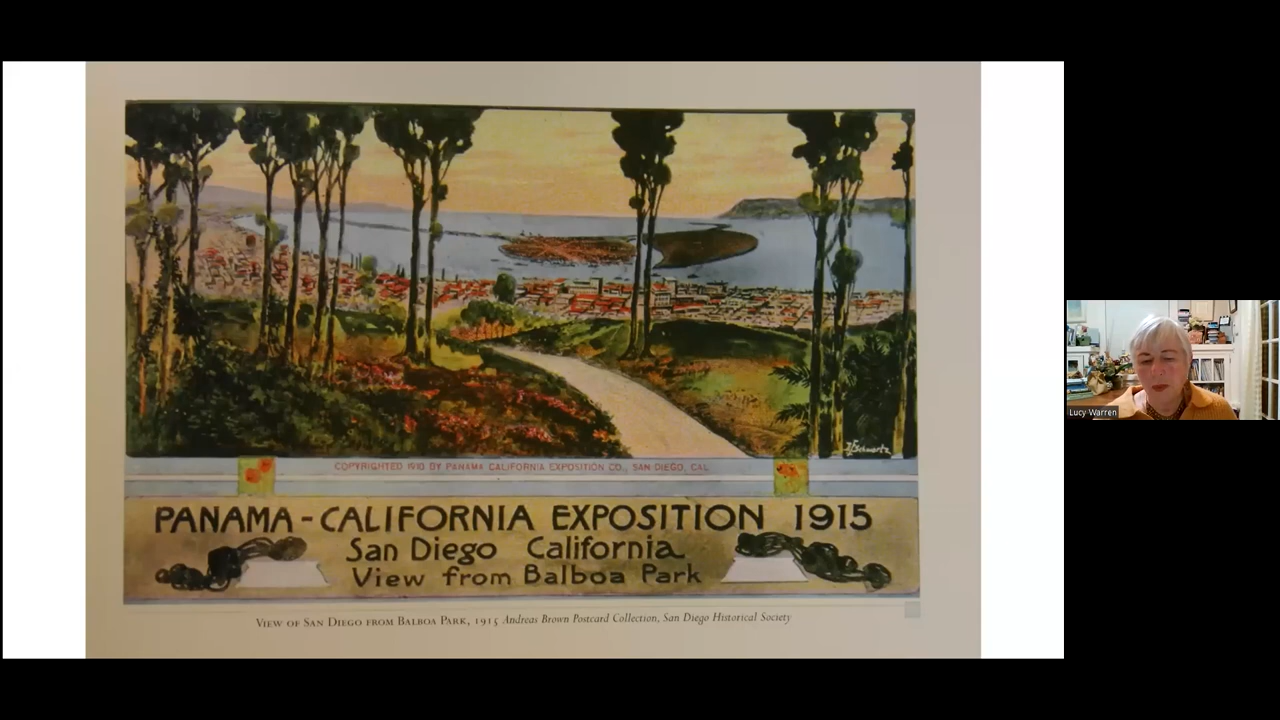 J. F. Schwartz
COPYRIGHTED 1910 BY PANAMA CALIFORNIA EXPOSITION CO., SAN DIEGO, CAL.
PANAMA-CALIFORNIA EXPOSITION 1915
San Diego California
View from Balboa Park
VIEW OF SAN DIEGO FROM BALBOA PARK, 1915 Andreas Brown Postcard Collection, San Diego Historical Society
Lucy Warren